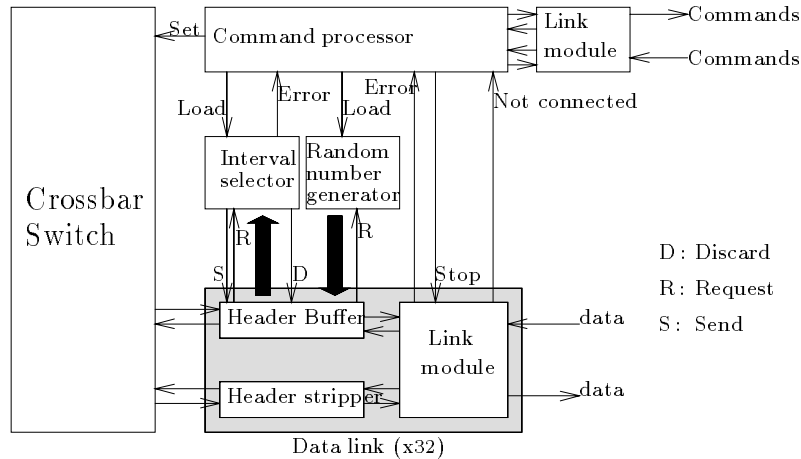 Set
Command processor
Link
module
Commands
Commands
Load
Error
Error
Load
Not connected
Interval
selector
Random
number
generator
Crossbar
Switch
R
R
S
D
Stop
D: Discard
R: Request
S: Send
Header Buffer
Link
module
data
Header stripper
data
Data link (x32)